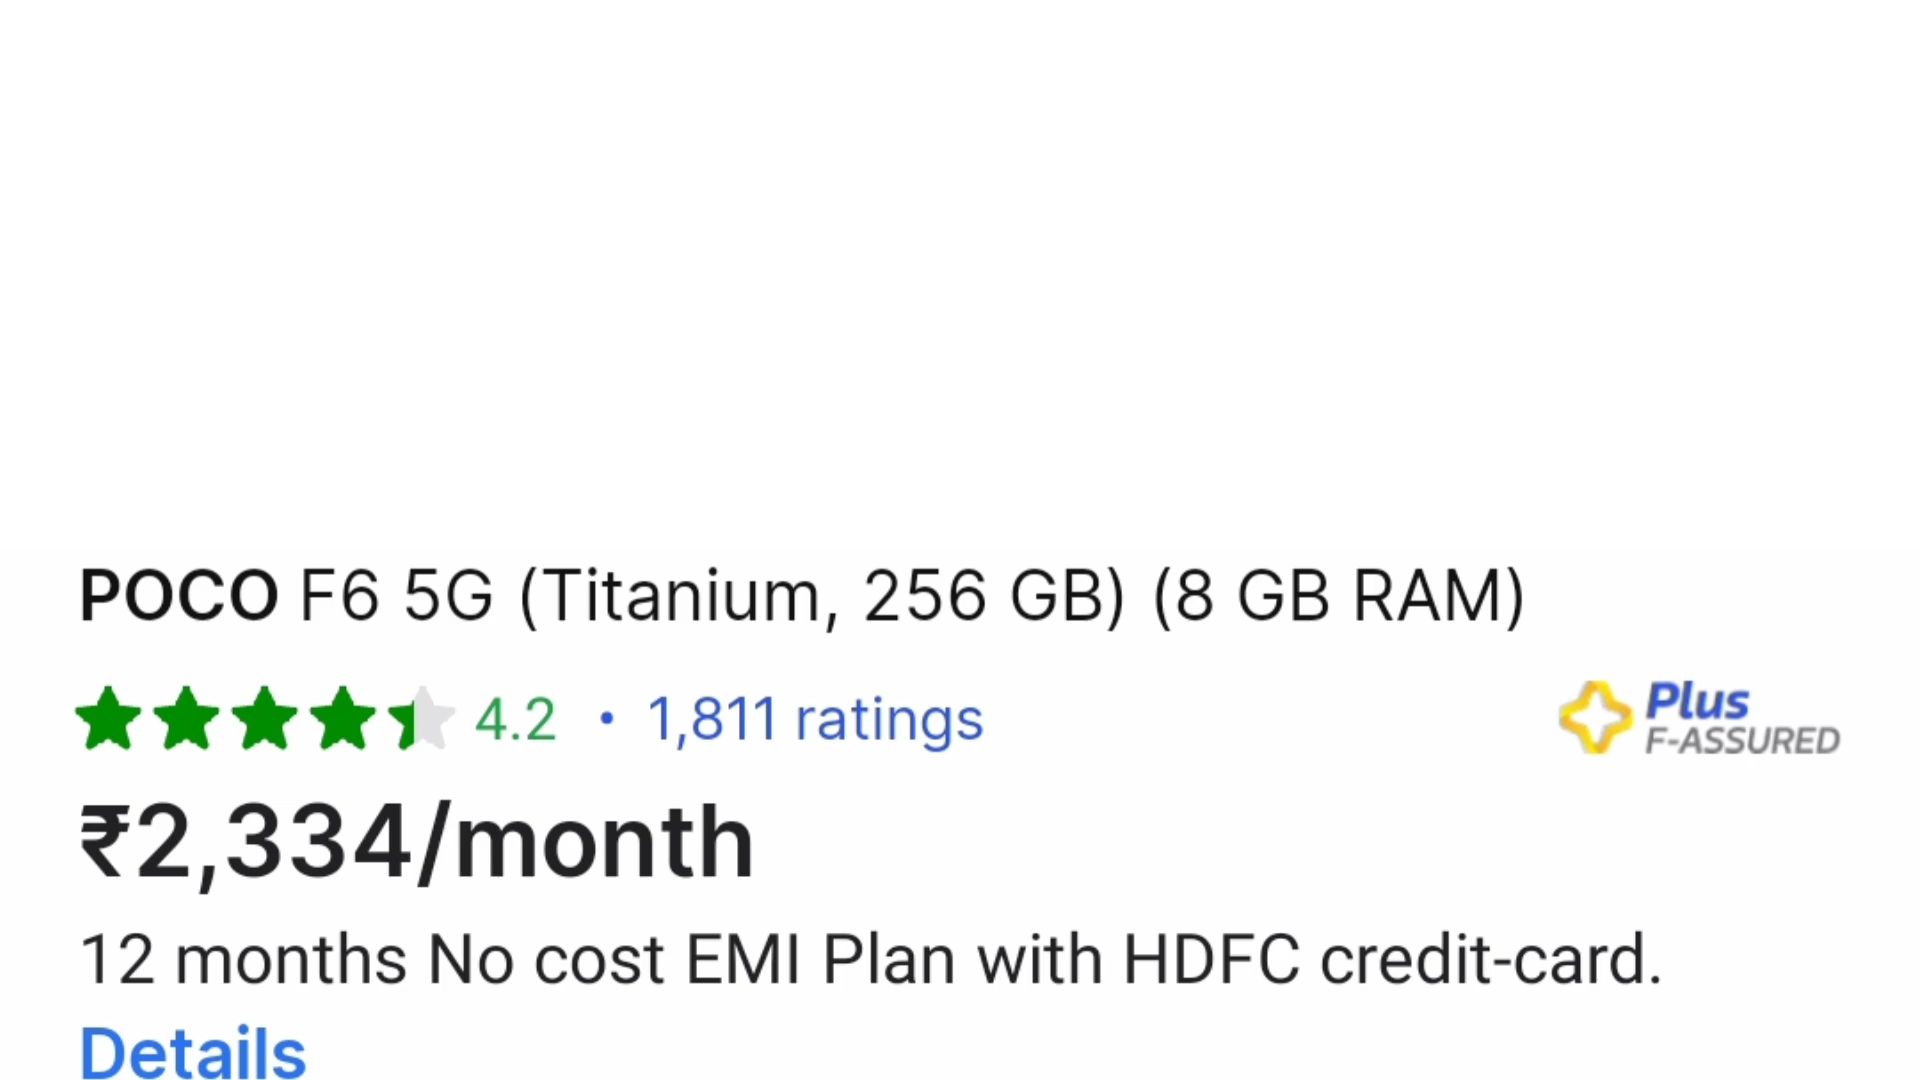 POCO F6 5G (Titanium, 256 GB) (8 GB RAM)
4.2 • 1,811 ratings
Plus
F-ASSURED
₹2,334/month
12 months No cost EMI Plan with HDFC credit-card.
Details